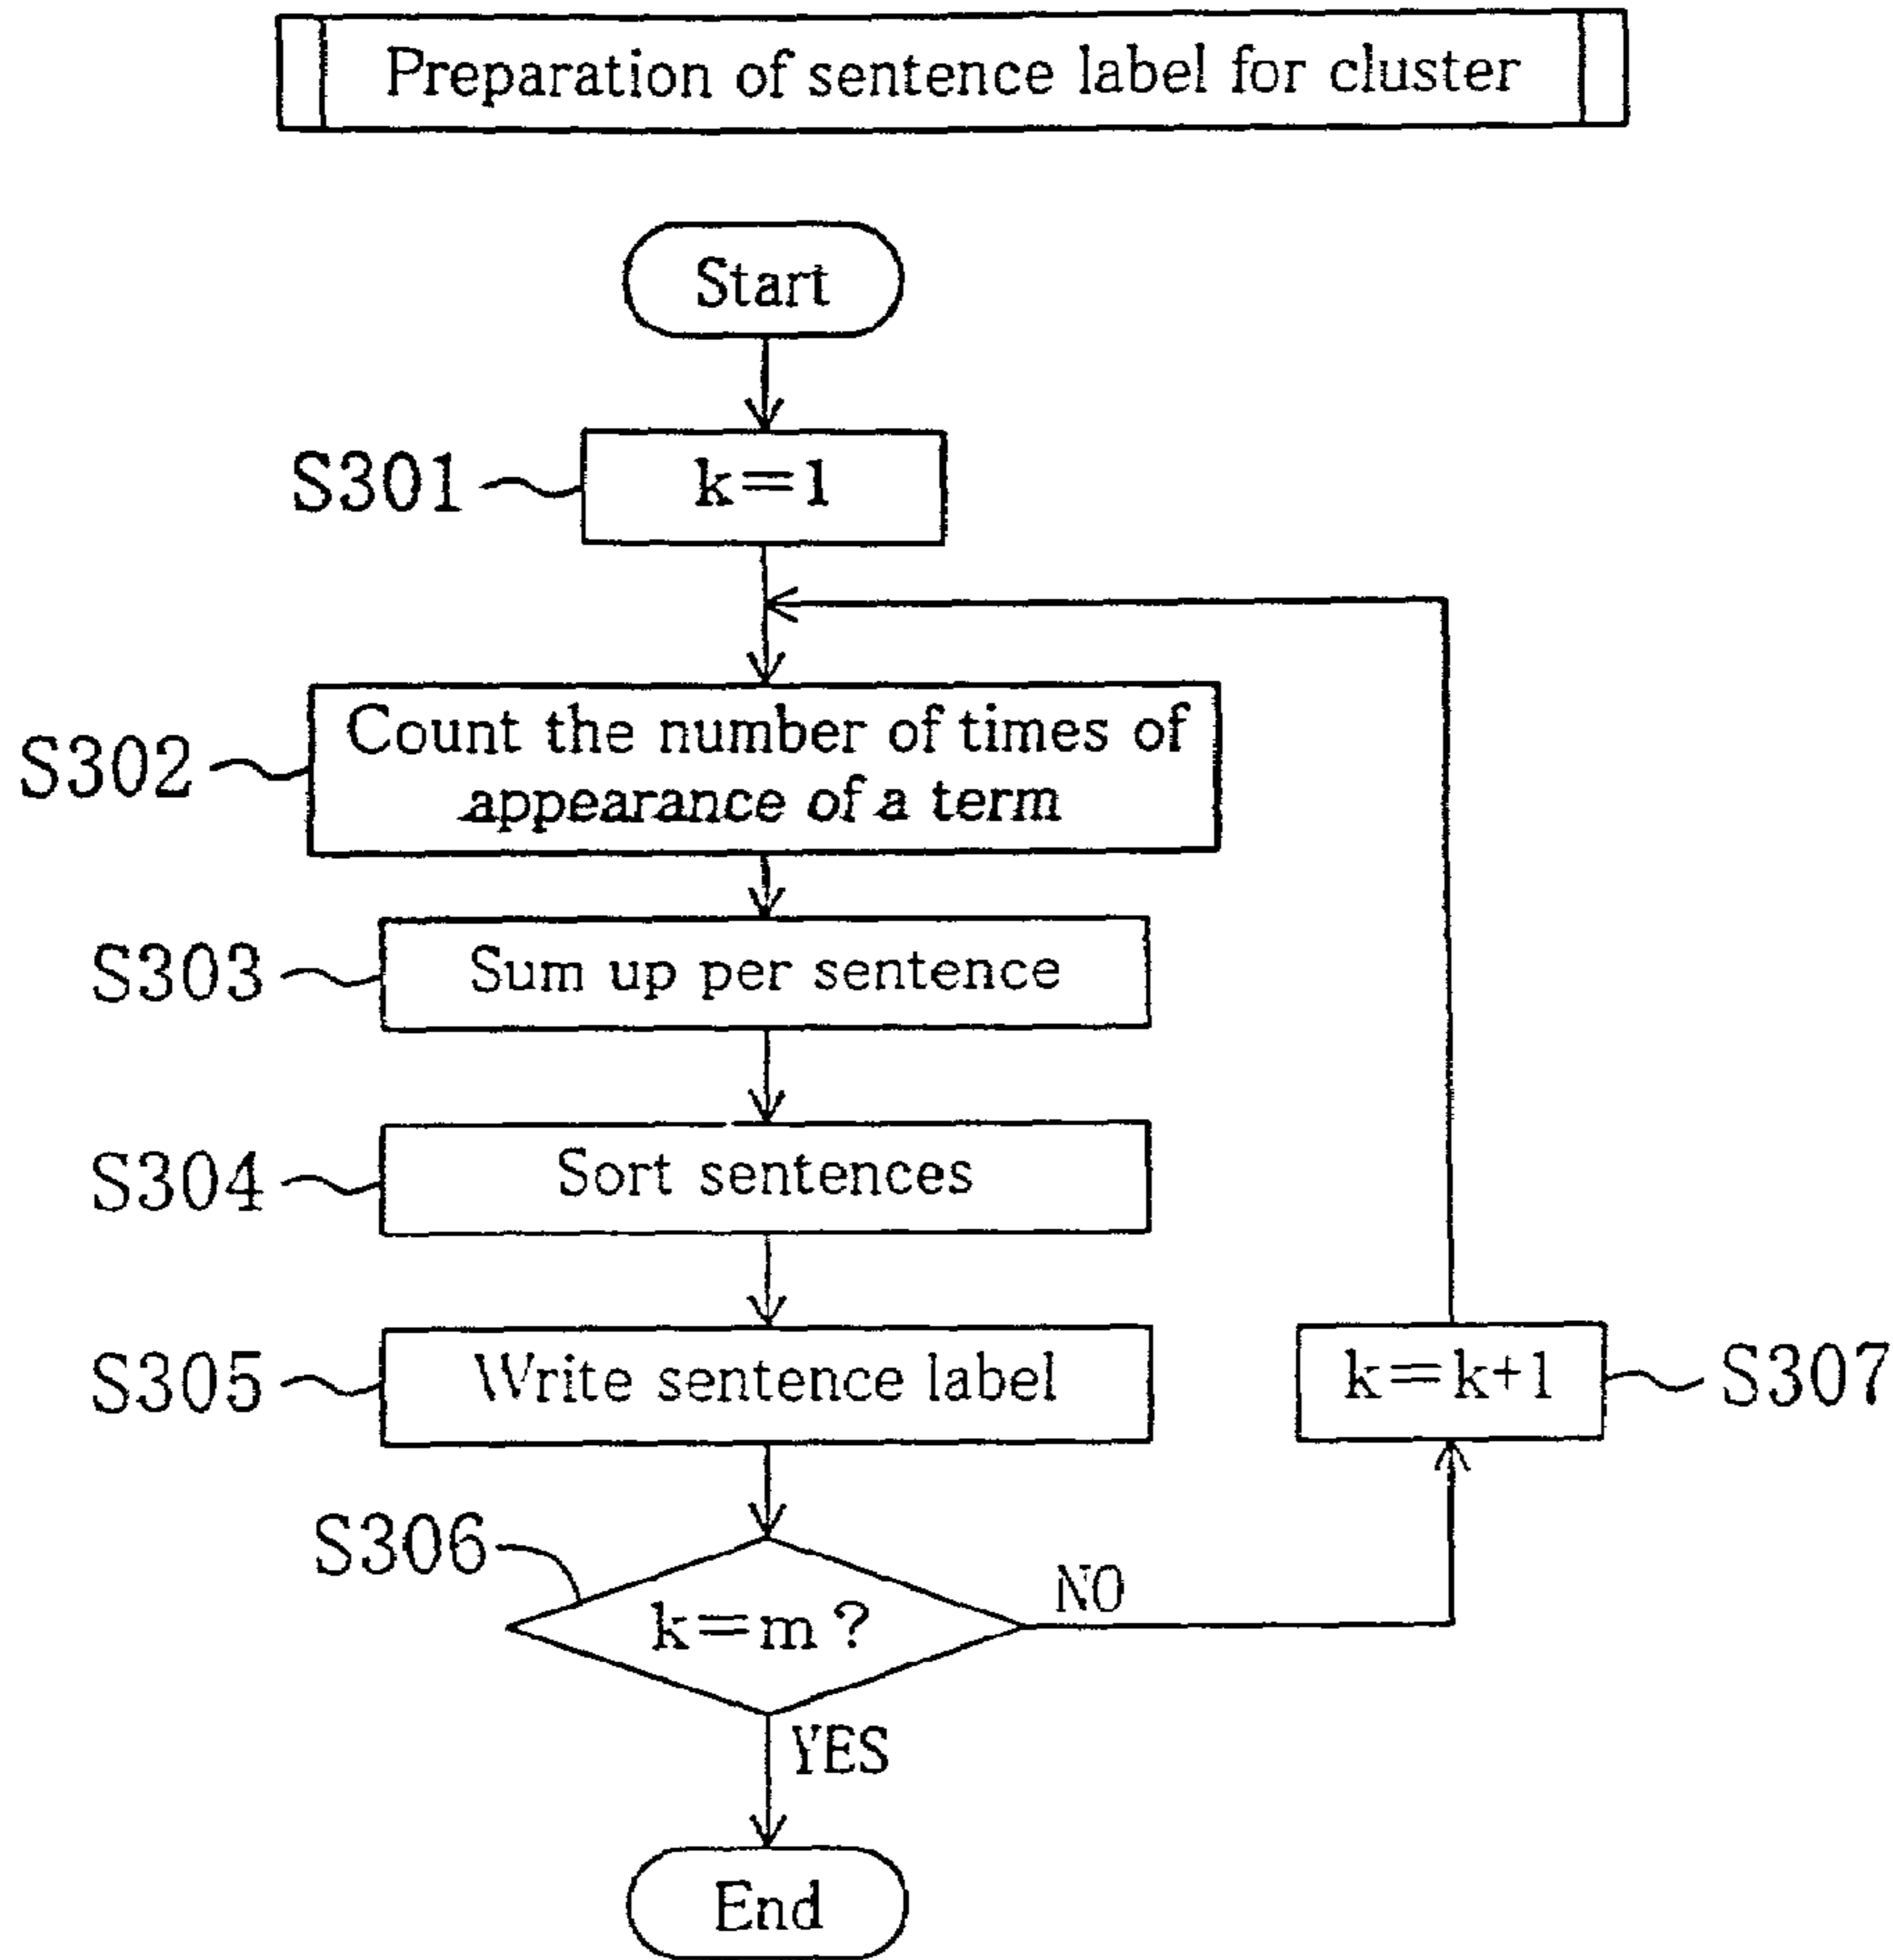 Preparation of sentence label for cluster
Start
S301
k=1
S302
Count the number of times of
appearance of a term
S303
Sum up per sentence
S304
Sort sentences
S305
Write sentence label
k=k+1
S307
S306
k=m?
NO
YES
End